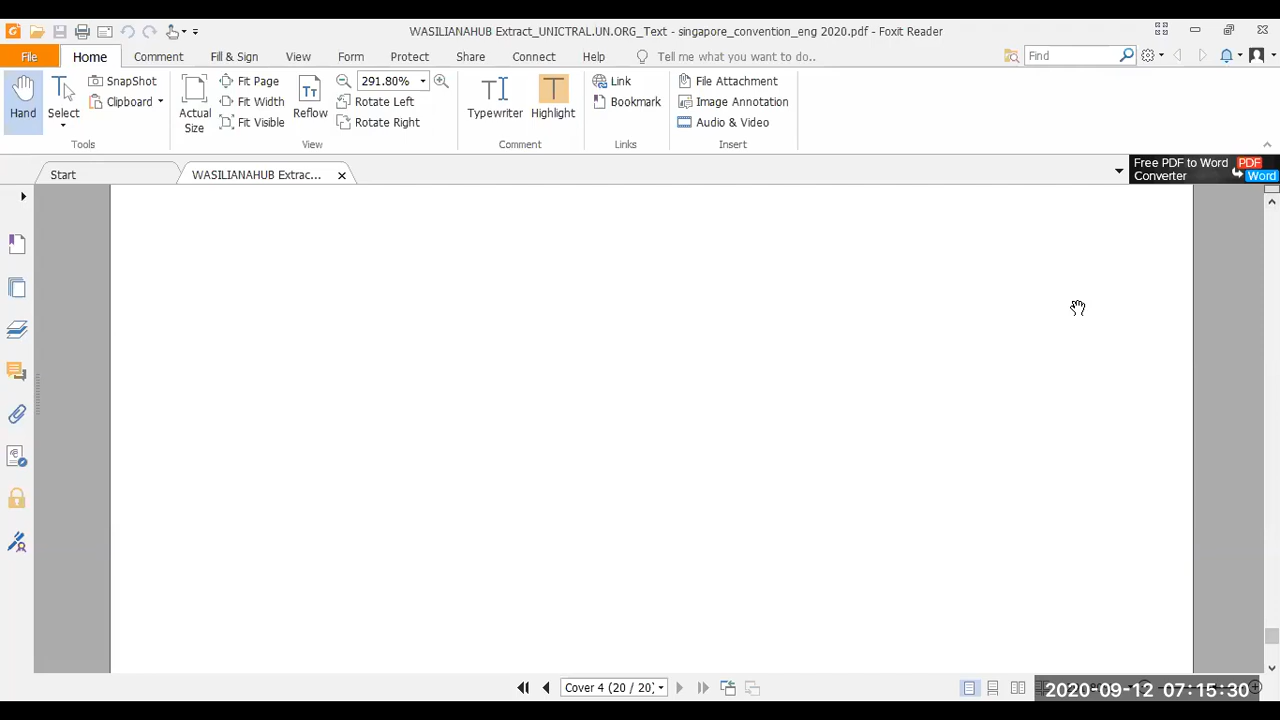 WASILIANAHUB Extract_UNICTRAL.UN.ORG_Text - singapore_convention_eng 2020.pdf - Foxit Reader
File Home Comment Fill & Sign View Form Protect Share Connect Help Tell me what you want to do.. Find
Hand
Select
SnapShot
Clipboard
Tools
Actual Size
Fit Page
Fit Width
Fit Visible
Reflow
291.80%
Rotate Left
Rotate Right
View
Typewriter
Highlight
Comment
Link
Bookmark
Links
File Attachment
Image Annotation
Audio & Video
Insert
Start
WASILIANAHUB Extrac...
Free PDF to Word
Converter
PDF
Word
Cover 4 (20 / 20)
2020-09-12 07:15:30